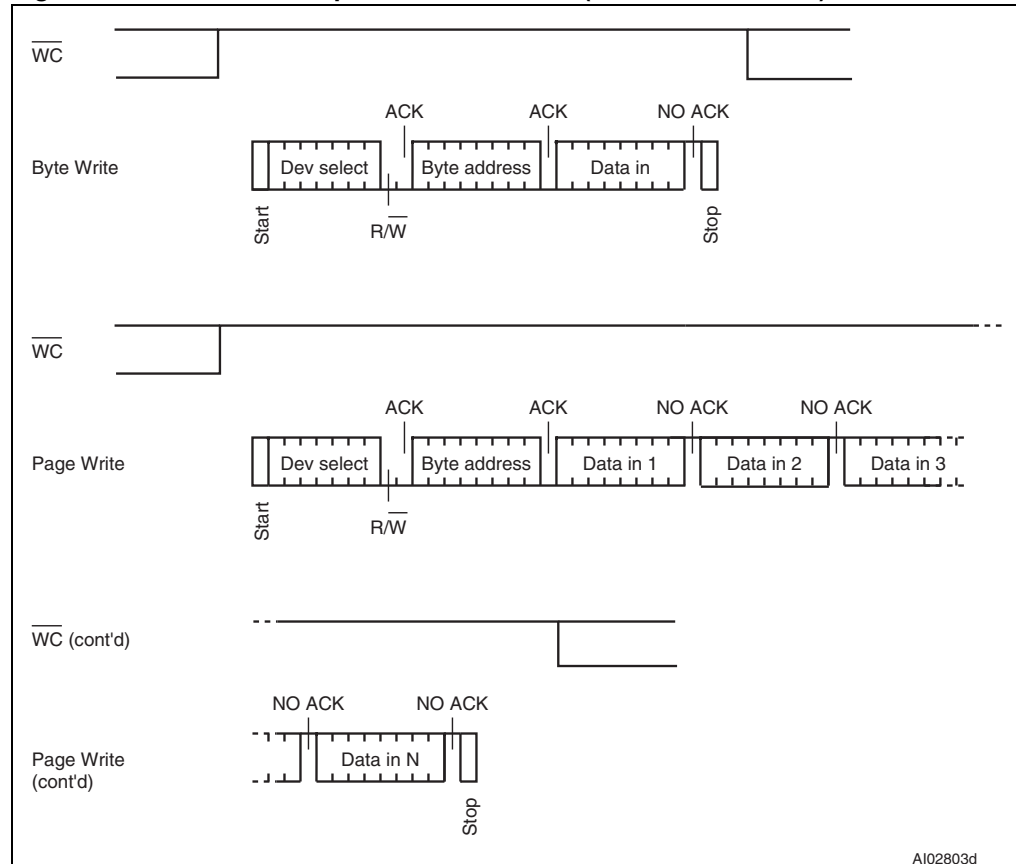 WC
ACK ACK NO ACK
Byte Write Dev select Byte address Data in
R/W
Start
Stop
WC
ACK ACK NO ACK NO ACK
Page Write Dev select Byte address Data in 1 Data in 2 Data in 3
R/W
Start
WC (cont'd)
NO ACK NO ACK
Page Write Data in N
(cont'd)
Stop
AI02803d